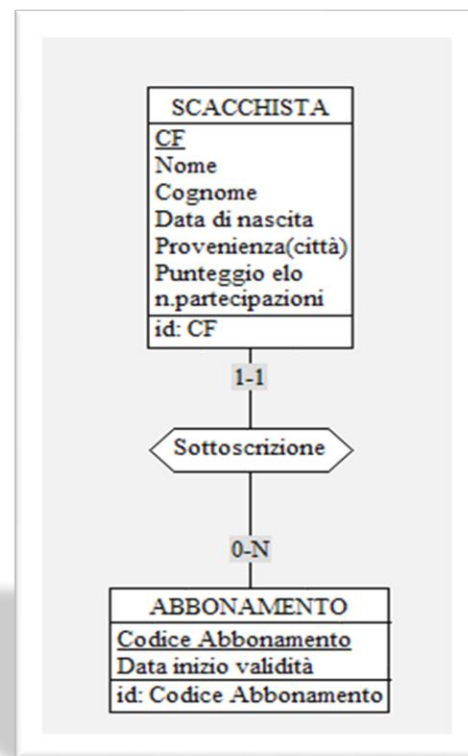 SCACCHISTA
CF
Nome
Cognome
Data di nascita
Provenienza(città)
Punteggio elo
n.partecipazioni
id: CF
1-1
Sottoscrizione
0-N
ABBONAMENTO
Codice Abbonamento
Data inizio validità
id: Codice Abbonamento